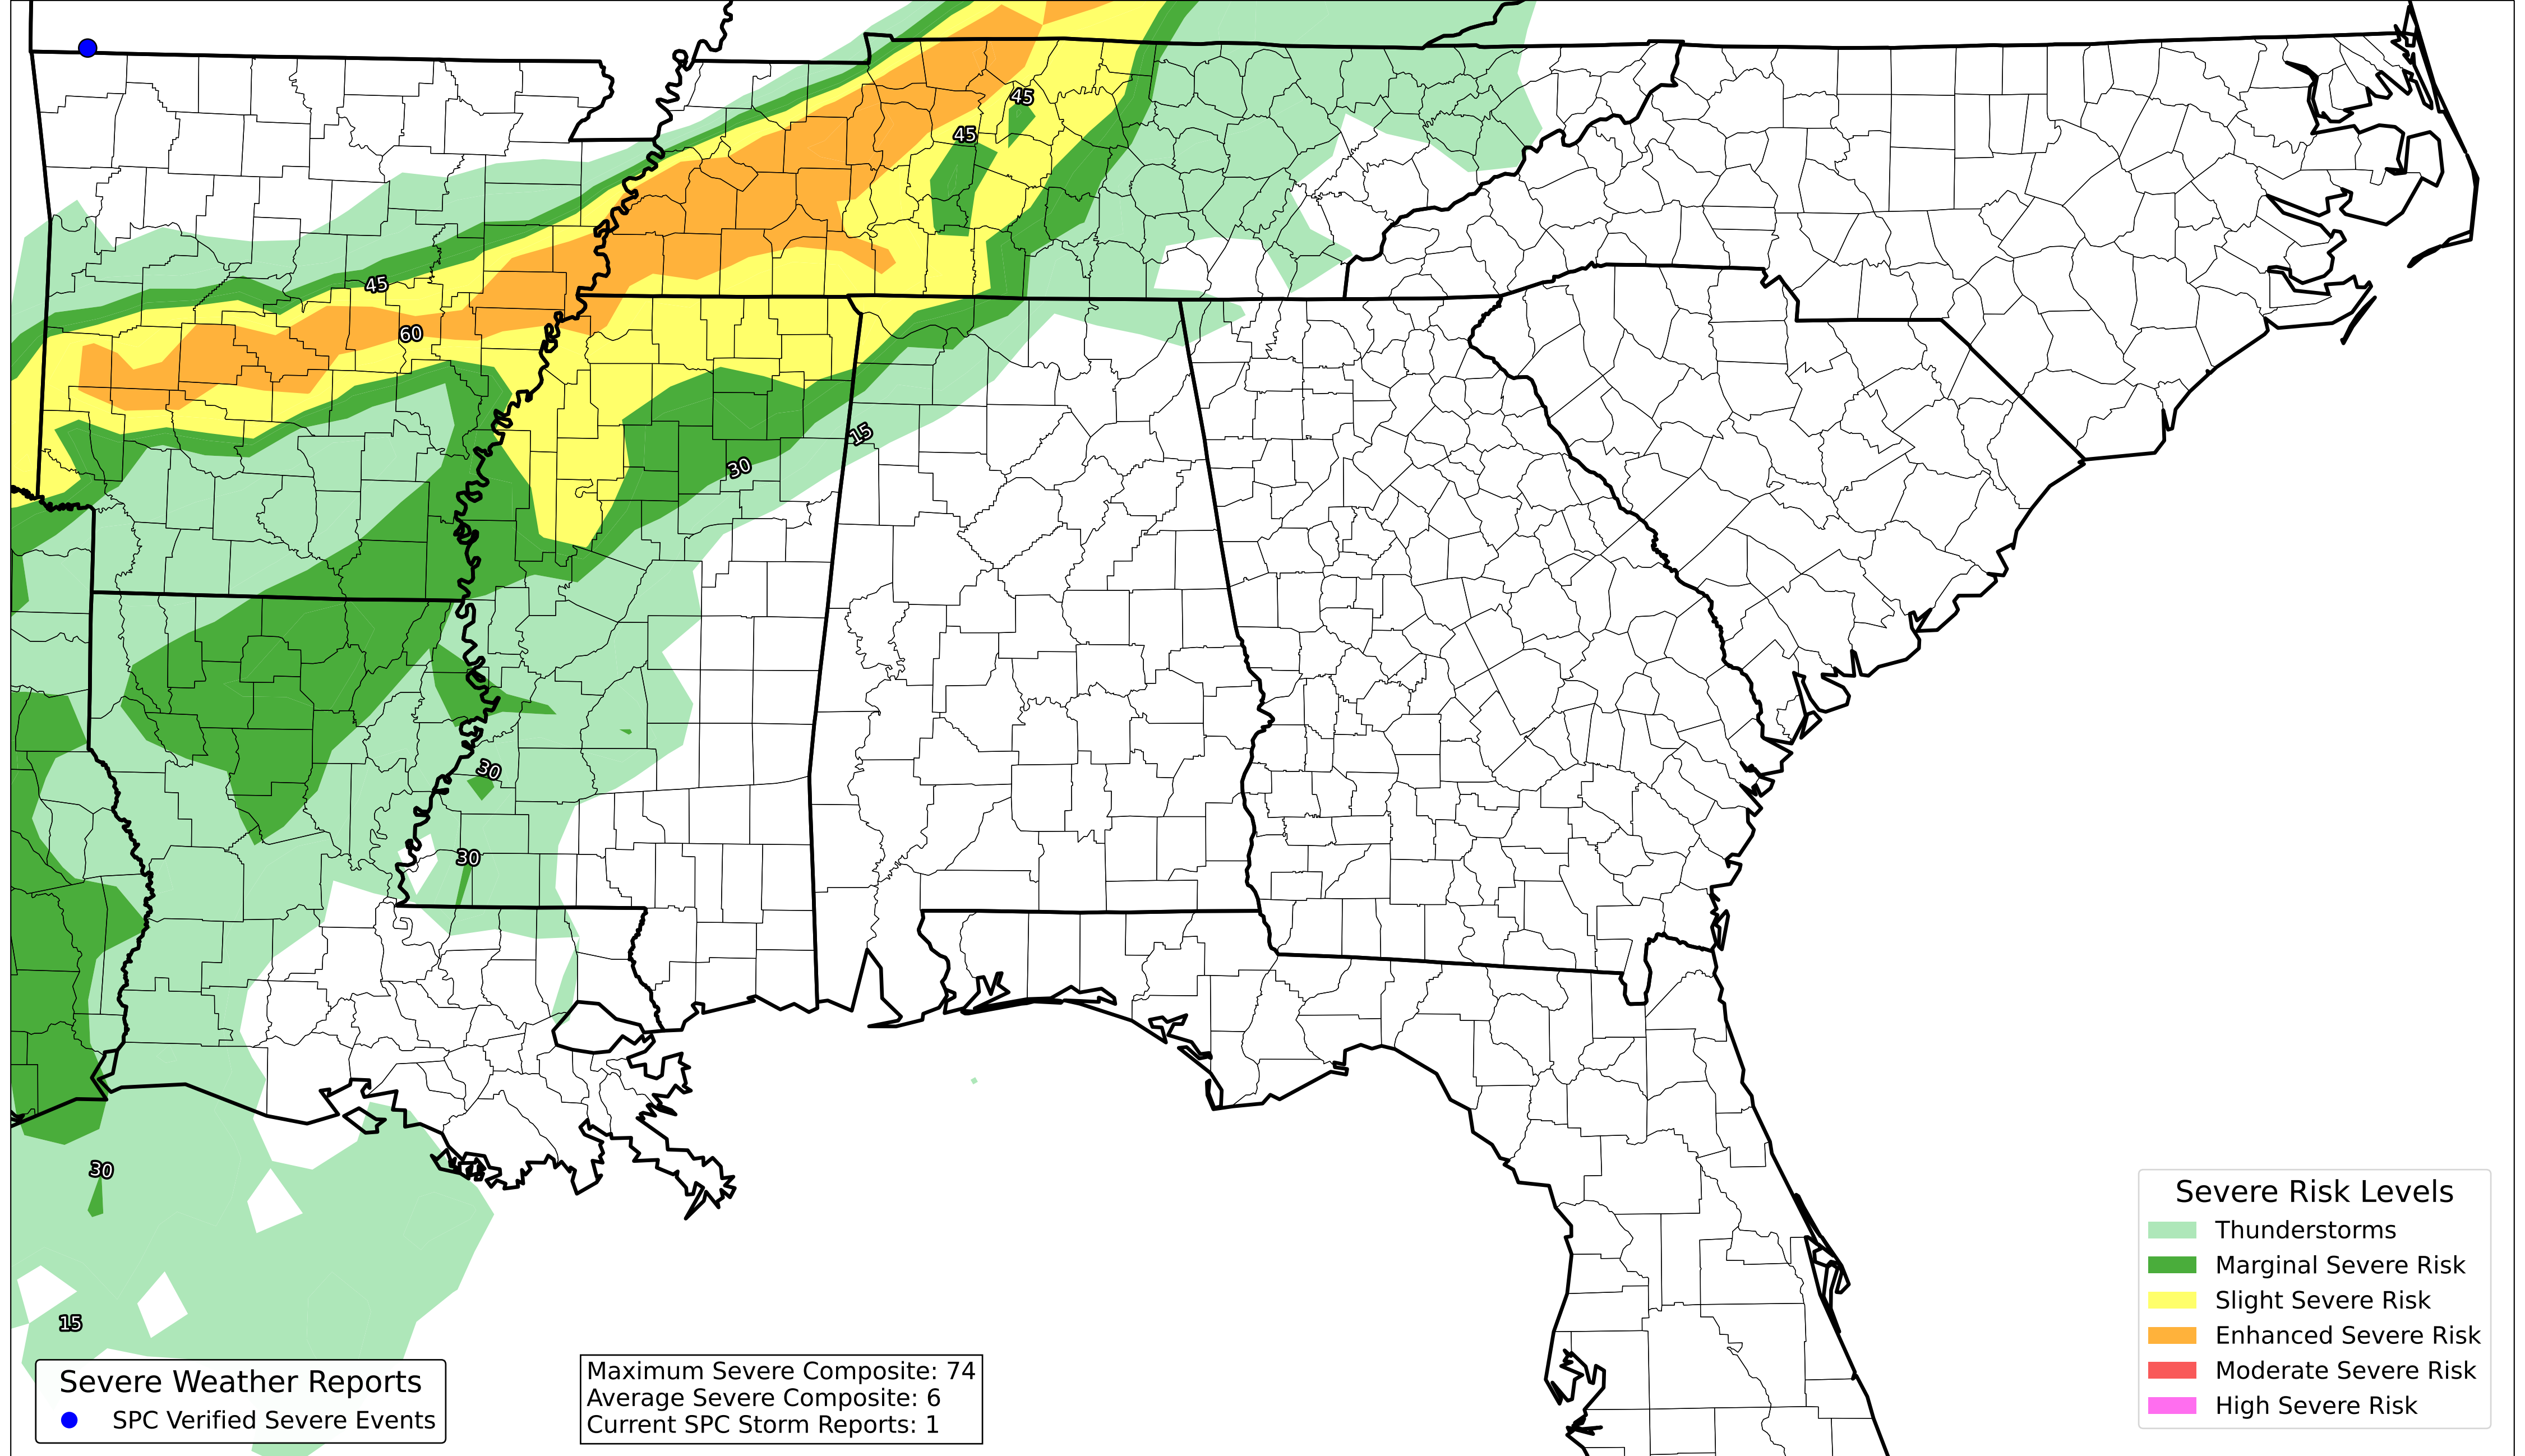 45
45
45
60
15
30
30
30
30
15
Severe Weather Reports
SPC Verified Severe Events
Maximum Severe Composite: 74
Average Severe Composite: 6
Current SPC Storm Reports: 1
Severe Risk Levels
Thunderstorms
Marginal Severe Risk
Slight Severe Risk
Enhanced Severe Risk
Moderate Severe Risk
High Severe Risk